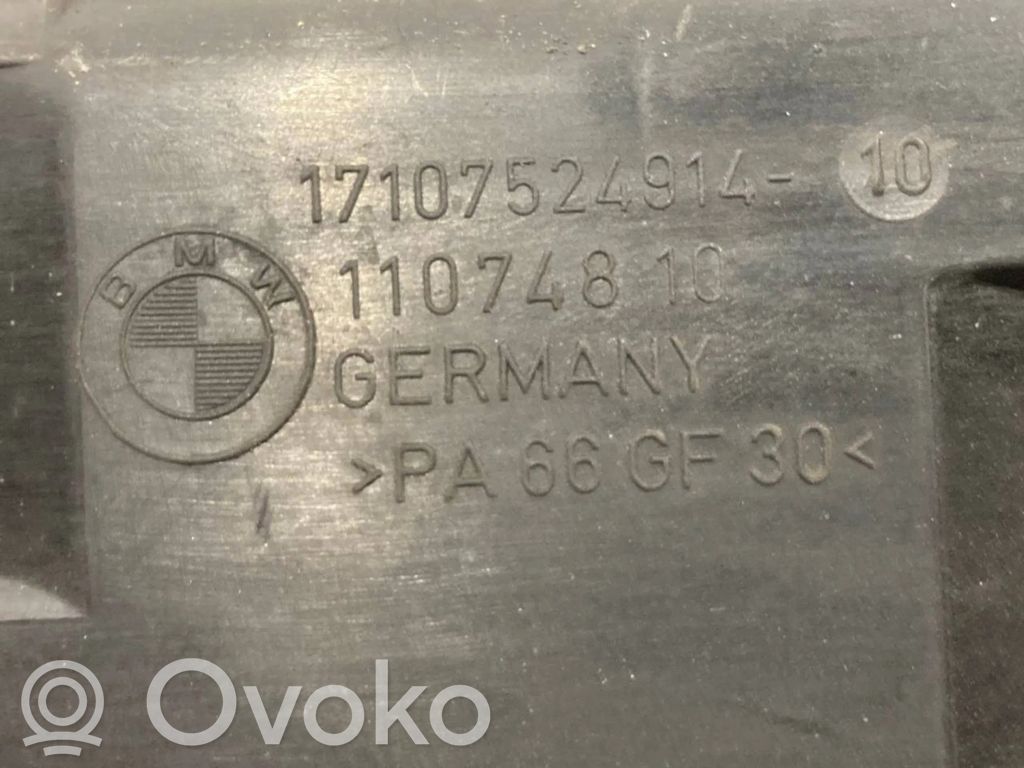 17107524914- 10
BMW
110748 10
GERMANY
>PA 66 GF 30<
Ovoko